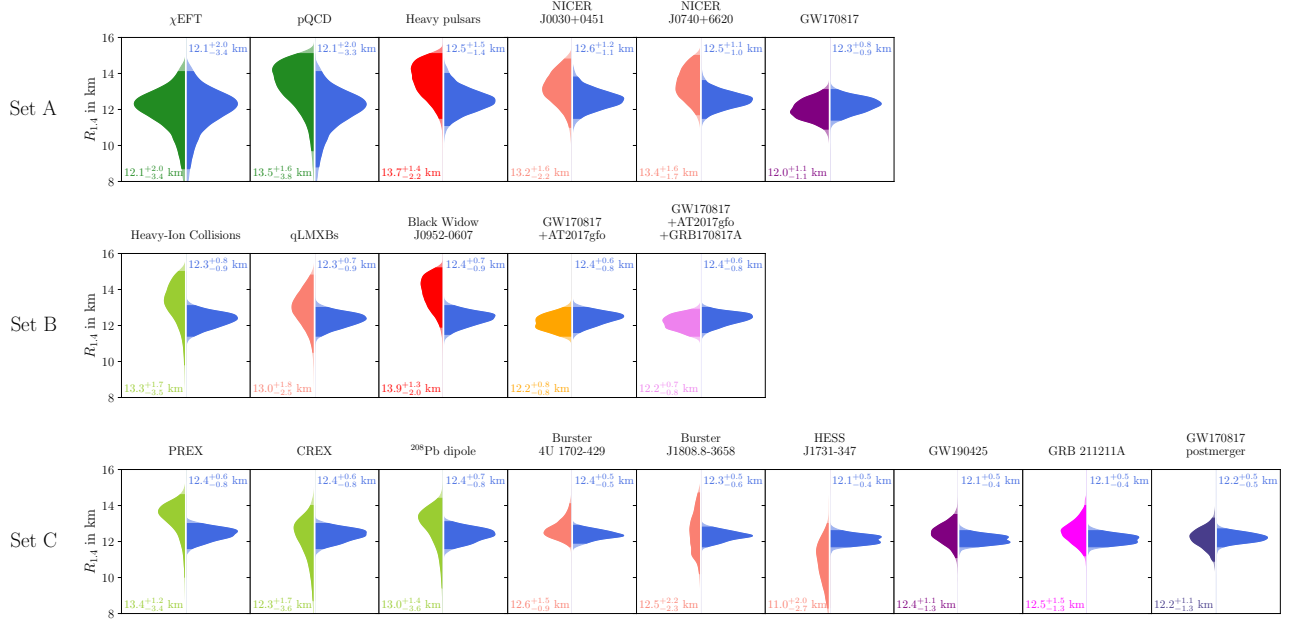 χEFT
pQCD
Heavy pulsars
NICER
J0030+0451
NICER
J0740+6620
GW170817
Set A
R_{1.4} in km
16
14
12
10
8
12.1^{+2.0}_{-3.4} km
12.1^{+2.0}_{-3.3} km
12.5^{+1.5}_{-1.4} km
12.6^{+1.2}_{-1.1} km
12.5^{+1.1}_{-1.0} km
12.3^{+0.8}_{-0.9} km
12.1^{+2.0}_{-3.4} km
13.5^{+1.6}_{-3.8} km
13.7^{+1.4}_{-2.2} km
13.2^{+1.6}_{-2.2} km
13.4^{+1.6}_{-1.7} km
12.0^{+1.1}_{-1.1} km
Heavy-Ion Collisions
qLMXBs
Black Widow
J0952-0607
GW170817
+AT2017gfo
GW170817
+AT2017gfo
+GRB170817A
Set B
R_{1.4} in km
16
14
12
10
8
12.3^{+0.8}_{-0.9} km
12.3^{+0.7}_{-0.9} km
12.4^{+0.7}_{-0.9} km
12.4^{+0.6}_{-0.8} km
12.4^{+0.6}_{-0.8} km
13.3^{+1.7}_{-3.5} km
13.0^{+1.8}_{-2.5} km
13.9^{+1.3}_{-2.0} km
12.2^{+0.8}_{-0.8} km
12.2^{+0.7}_{-0.8} km
PREX
CREX
^{208}Pb dipole
Burster
4U 1702-429
Burster
J1808.8-3658
HESS
J1731-347
GW190425
GRB 211211A
GW170817
postmerger
Set C
R_{1.4} in km
16
14
12
10
8
12.4^{+0.6}_{-0.8} km
12.4^{+0.6}_{-0.8} km
12.4^{+0.7}_{-0.8} km
12.4^{+0.5}_{-0.5} km
12.3^{+0.5}_{-0.6} km
12.1^{+0.5}_{-0.4} km
12.1^{+0.5}_{-0.4} km
12.1^{+0.5}_{-0.4} km
12.2^{+0.5}_{-0.5} km
13.4^{+1.2}_{-3.4} km
12.3^{+1.7}_{-3.6} km
13.0^{+1.4}_{-3.6} km
12.6^{+1.5}_{-0.9} km
12.5^{+2.2}_{-2.3} km
11.0^{+2.0}_{-2.7} km
12.4^{+1.1}_{-1.3} km
12.5^{+1.5}_{-1.3} km
12.2^{+1.1}_{-1.3} km